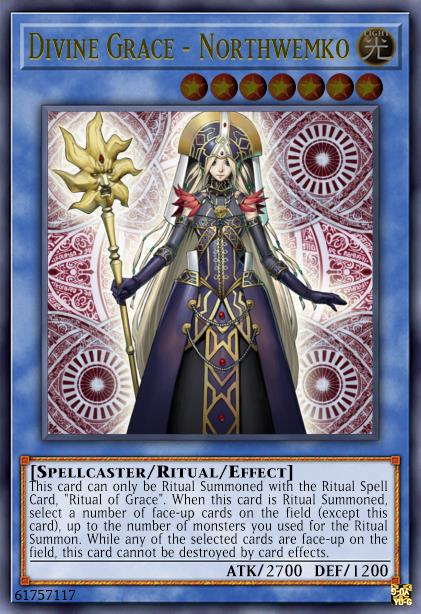 Divine Grace - Northwemko
LIGHT
光
[Spellcaster/Ritual/Effect]
This card can only be Ritual Summoned with the Ritual Spell
Card, "Ritual of Grace". When this card is Ritual Summoned,
select a number of face-up cards on the field (except this
card), up to the number of monsters you used for the Ritual
Summon. While any of the selected cards are face-up on the
field, this card cannot be destroyed by card effects.
ATK/2700 DEF/1200
61757117